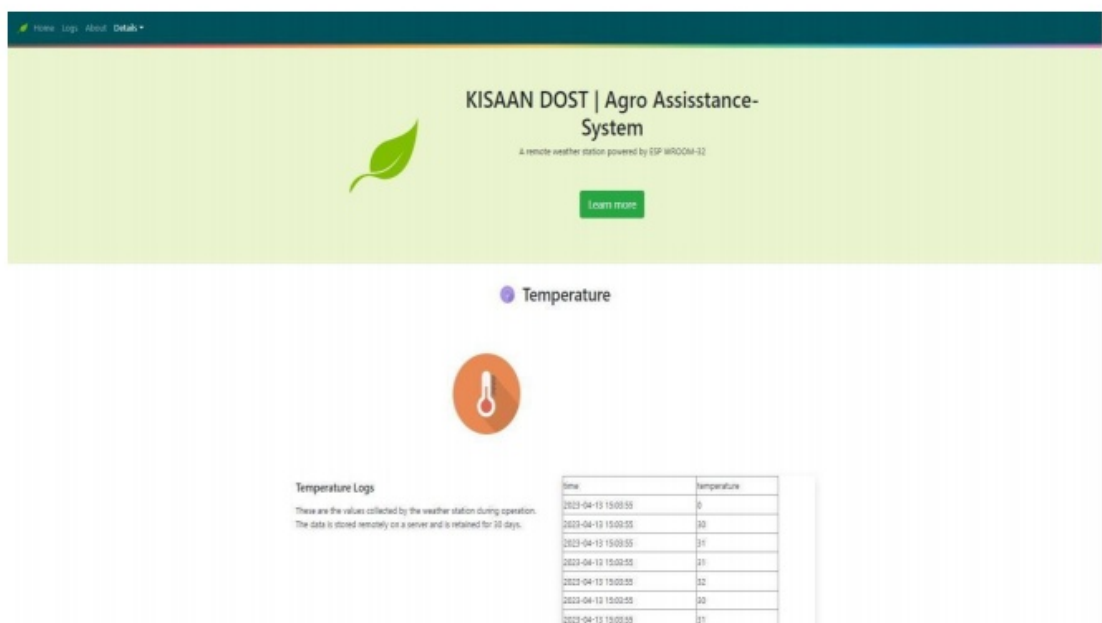 Home Logs About Details
KISAAN DOST | Agro Assisstance-
System
A remote weather station powered by ESP WROOM-32
Learn more
Temperature
Temperature Logs
These are the values collected by the weather station during operation.
The data is stored remotely on a server and is retained for 30 days.
time temperature
2023-04-13 15:03:55 0
2023-04-13 15:03:55 30
2023-04-13 15:03:55 31
2023-04-13 15:03:55 31
2023-04-13 15:03:55 32
2023-04-13 15:03:55 30
2023-04-13 15:03:55 31